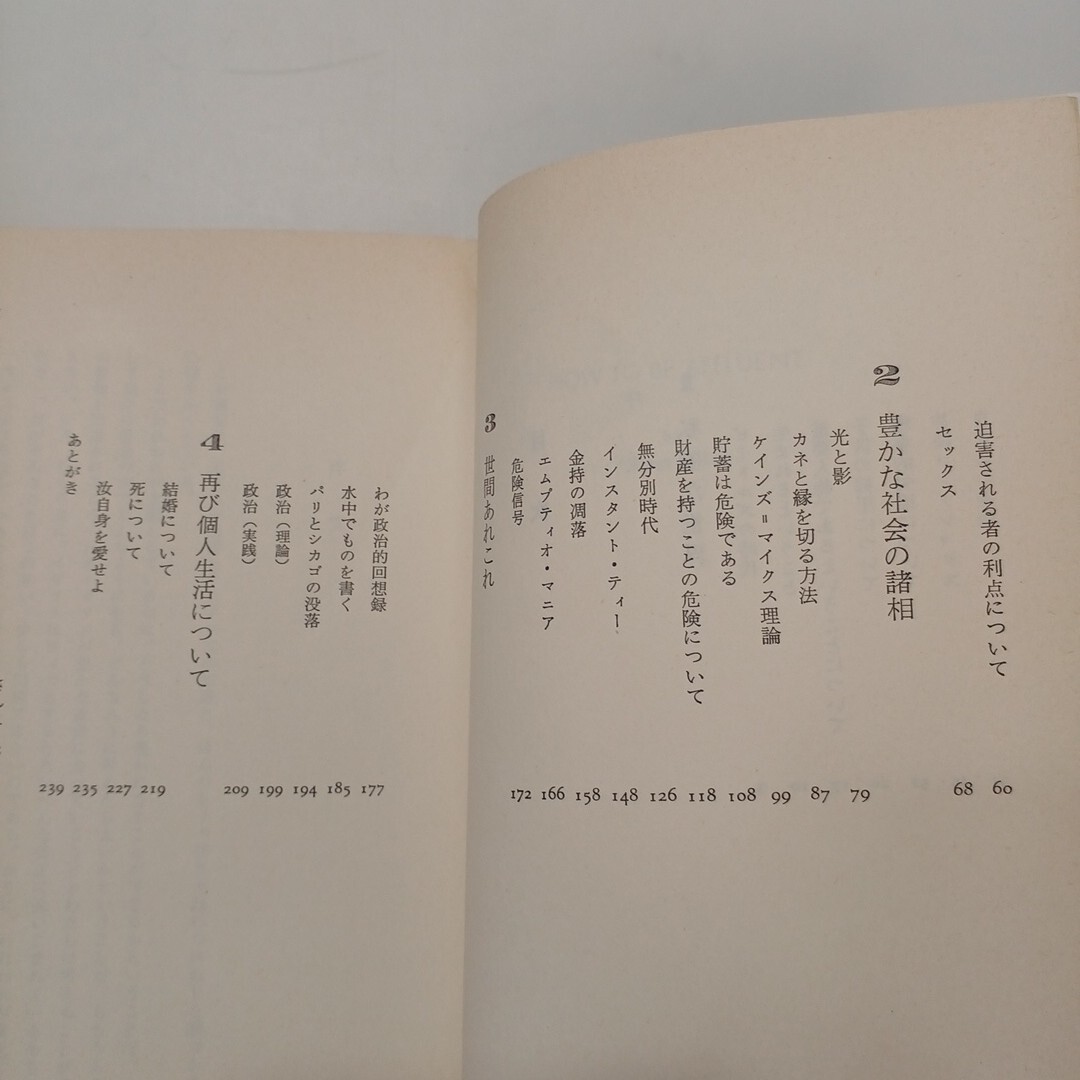 迫害される者の利点について 60
セックス 68
2 豊かな社会の諸相
光と影 79
カネと縁を切る方法 87
ケインズ=マイクス理論 99
貯蓄は危険である 108
財産を持つことの危険について 118
無分別時代 126
インスタント・ティー 148
金持の凋落 158
エムプティオ・マニア 166
危険信号 172
3 世間あれこれ
わが政治的回想録 177
水中でものを書く 185
パリとシカゴの没落 194
政治(理論) 199
政治(実践) 209
4 再び個人生活について
結婚について 219
死について 227
汝自身を愛せよ 235
あとがき 239